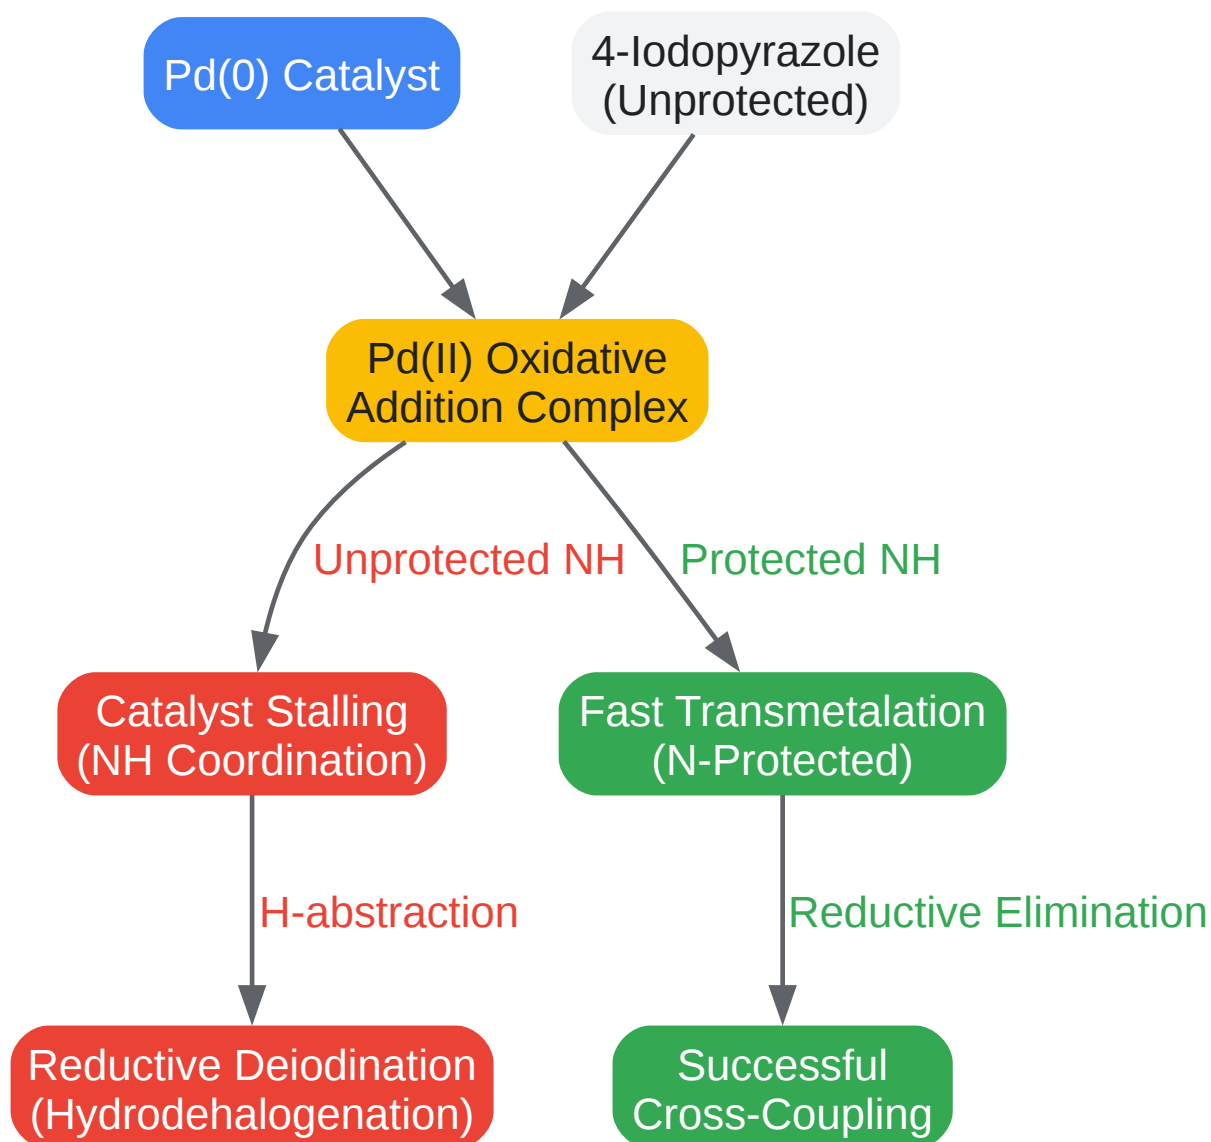 Pd(0) Catalyst
4-Iodopyrazole
(Unprotected)
Pd(II) Oxidative
Addition Complex
Unprotected NH
Protected NH
Catalyst Stalling
(NH Coordination)
Fast Transmetalation
(N-Protected)
H-abstraction
Reductive Elimination
Reductive Deiodination
(Hydrodehalogenation)
Successful
Cross-Coupling